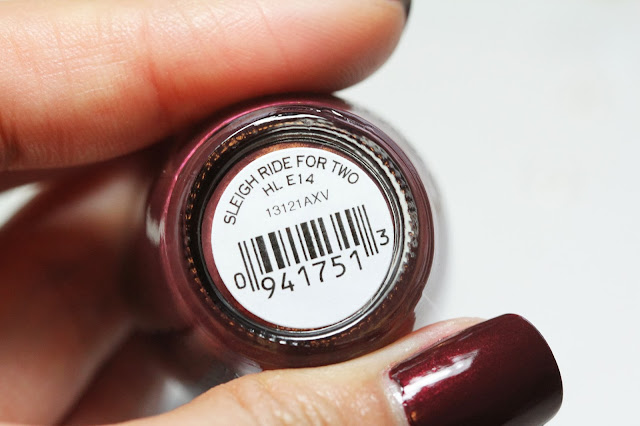 SLEIGH RIDE FOR TWO
HL E14
13121AXV
0 941751 3